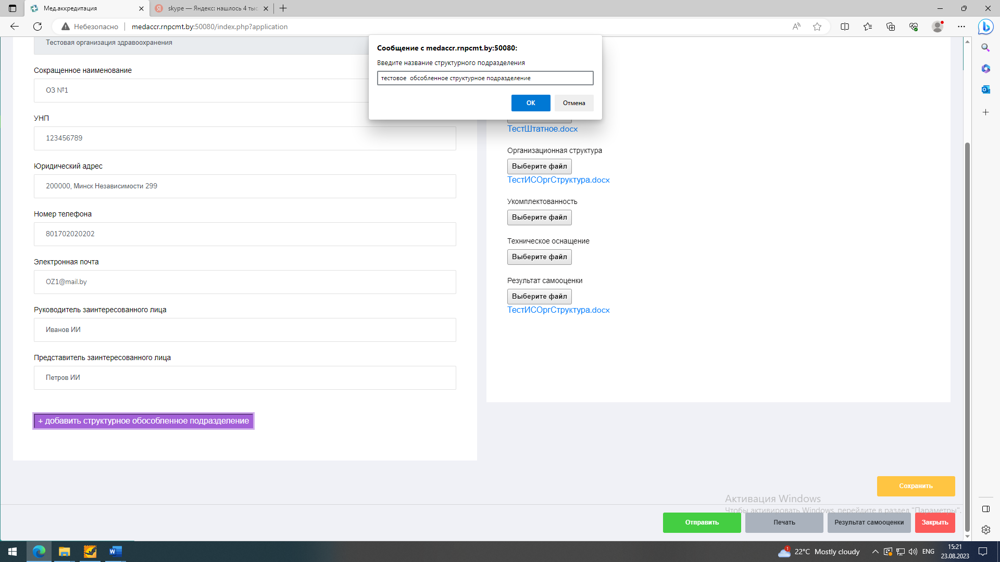 Мед.аккредитация
skype — Яндекс: нашлось 4 тыс
Небезопасно
medaccr.rnpcmt.by:50080/index.php?application
Тестовая организация здравоохранения
Сообщение с medaccr.rnpcmt.by:50080:
Введите название структурного подразделения
тестовое  обсобленное структурное подразделение
ОК
Отмена
Сокращенное наименование
ОЗ №1
УНП
123456789
Юридический адрес
200000, Минск Независимости 299
Номер телефона
801702020202
Электронная почта
OZ1@mail.by
Руководитель заинтересованного лица
Иванов ИИ
Представитель заинтересованного лица
Петров ИИ
+ добавить структурное обособленное подразделение
ТестШтатное.docx
Организационная структура
Выберите файл
ТестИСОргСтруктура.docx
Укомплектованность
Выберите файл
Техническое оснащение
Выберите файл
Результат самооценки
Выберите файл
ТестИСОргСтруктура.docx
Сохранить
Активация Windows
Чтобы активировать Windows, перейдите в раздел "Параметры".
Отправить
Печать
Результат самооценки
Закрыть
1
22°C Mostly cloudy
ENG
15:21
23.08.2023